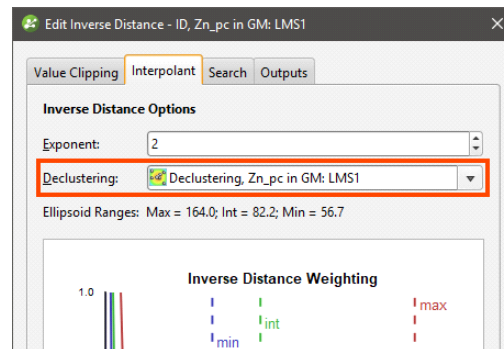 Edit Inverse Distance - ID, Zn_pc in GM: LMS1
Value Clipping Interpolant Search Outputs
Inverse Distance Options
Exponent: 2
Declustering: Declustering, Zn_pc in GM: LMS1
Ellipsoid Ranges: Max = 164.0; Int = 82.2; Min = 56.7
Inverse Distance Weighting
1.0
max
int
min